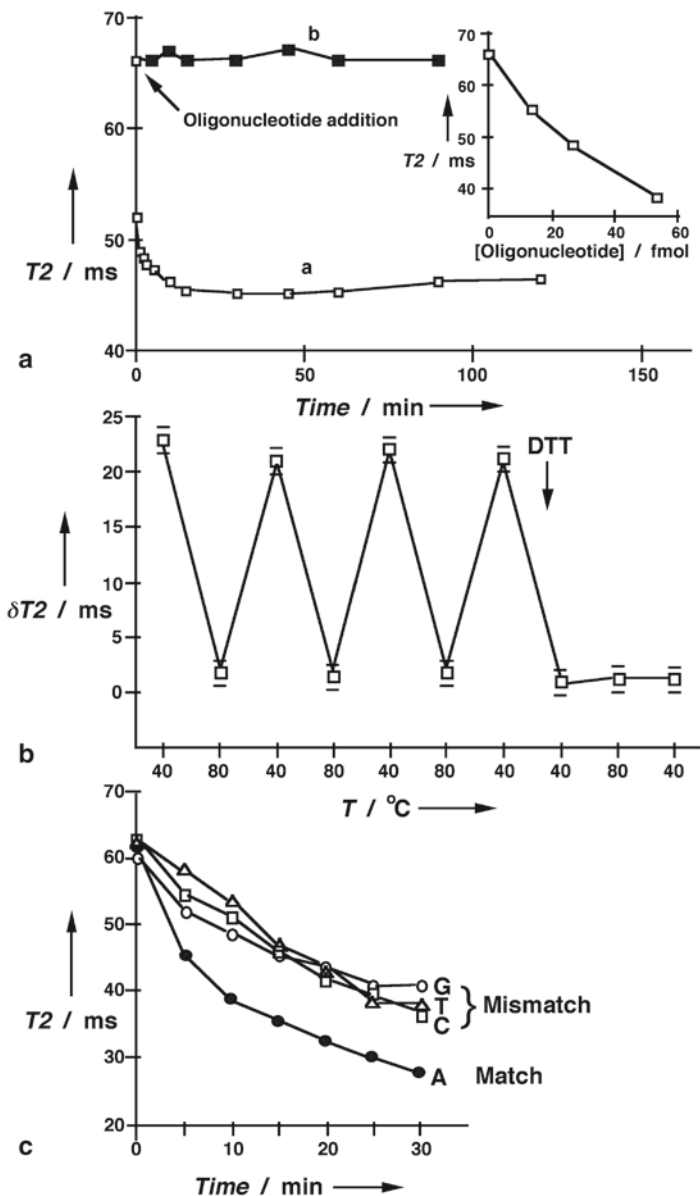 70
60
50
40
T2 / ms
b
Oligonucleotide addition
a
0 50 100 150
Time / min
a
70
60
50
40
T2 / ms
0 20 40 60
[Oligonucleotide] / fmol
25
20
15
10
5
0
δT2 / ms
DTT
b
40 80 40 80 40 80 40 40 80 40
T / °C
70
60
50
40
30
20
T2 / ms
G
T
C
Mismatch
A Match
c
0 10 20 30
Time / min